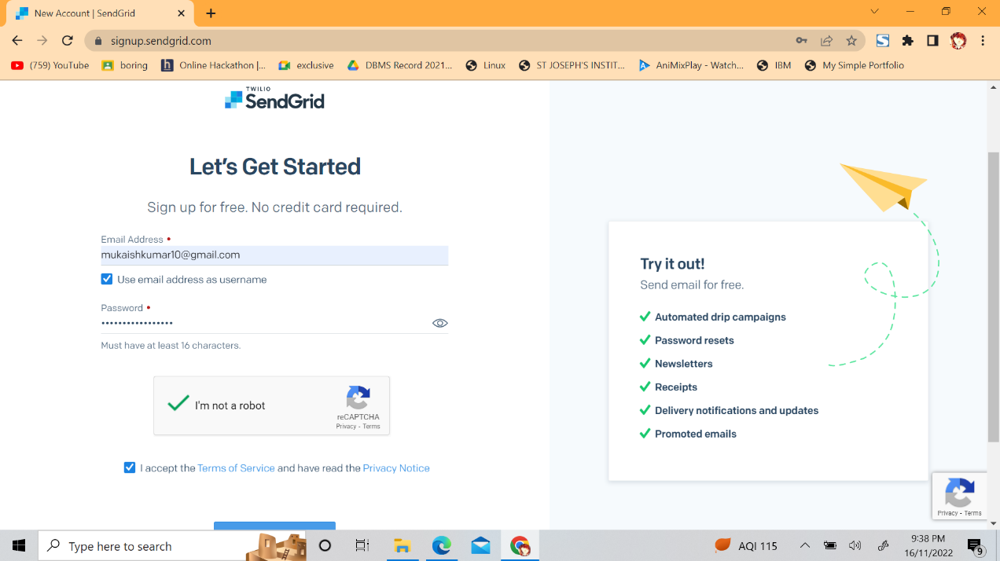 New Account | SendGrid
signup.sendgrid.com
(759) YouTube
boring
h
Online Hackathon |...
exclusive
DBMS Record 2021...
Linux
ST JOSEPH'S INSTIT...
AniMixPlay - Watch...
IBM
My Simple Portfolio
TWILIO
SendGrid
Let's Get Started
Sign up for free. No credit card required.
Email Address •
mukaishkumar10@gmail.com
Use email address as username
Password •
•••••••••••••••••
Must have at least 16 characters.
I'm not a robot
reCAPTCHA
Privacy - Terms
I accept the Terms of Service and have read the Privacy Notice
Try it out!
Send email for free.
Automated drip campaigns
Password resets
Newsletters
Receipts
Delivery notifications and updates
Promoted emails
Privacy - Terms
Type here to search
AQI 115
9:38 PM
16/11/2022
9